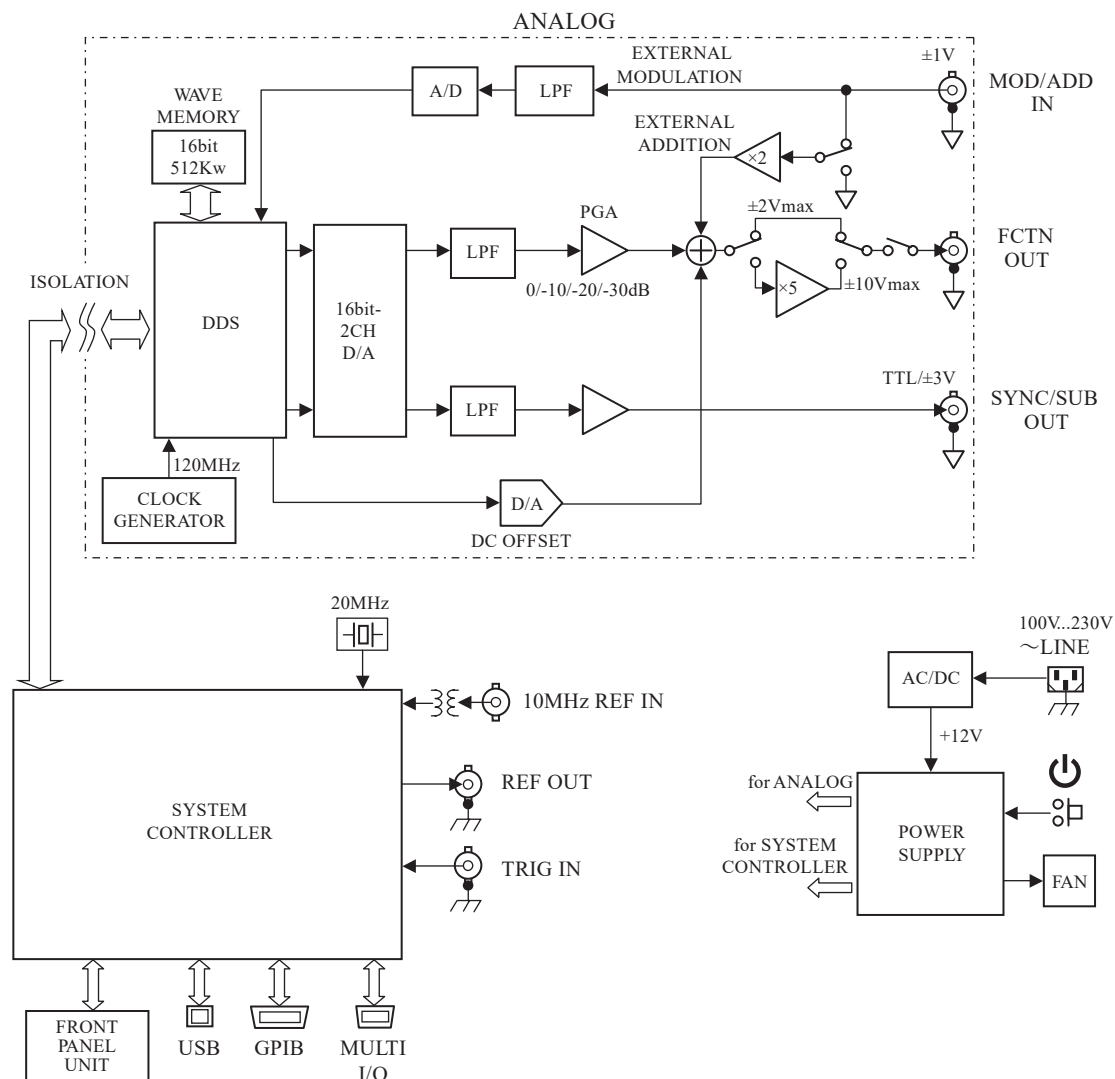 ANALOG
±1V
MOD/ADD
IN
EXTERNAL
MODULATION
A/D
LPF
WAVE
MEMORY
16bit
512Kw
EXTERNAL
ADDITION
×2
PGA
±2Vmax
FCTN
OUT
LPF
0/-10/-20/-30dB
×5
±10Vmax
ISOLATION
DDS
16bit-
2CH
D/A
LPF
TTL/±3V
SYNC/SUB
OUT
120MHz
CLOCK
GENERATOR
D/A
DC OFFSET
20MHz
10MHz REF IN
REF OUT
TRIG IN
SYSTEM
CONTROLLER
FRONT
PANEL
UNIT
USB
GPIB
MULTI
I/O
100V...230V
～LINE
AC/DC
+12V
for ANALOG
for SYSTEM
CONTROLLER
POWER
SUPPLY
FAN